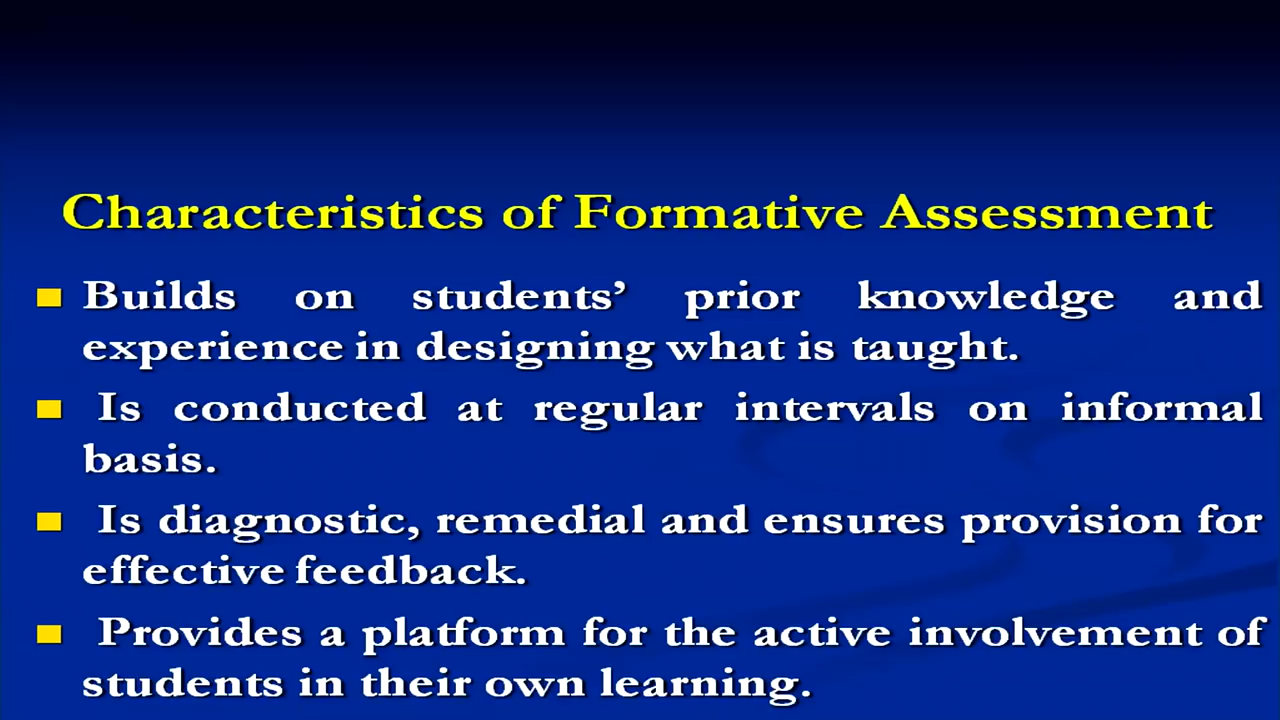 Characteristics of Formative Assessment
Builds on students’ prior knowledge and
experience in designing what is taught.
Is conducted at regular intervals on informal
basis.
Is diagnostic, remedial and ensures provision for
effective feedback.
Provides a platform for the active involvement of
students in their own learning.